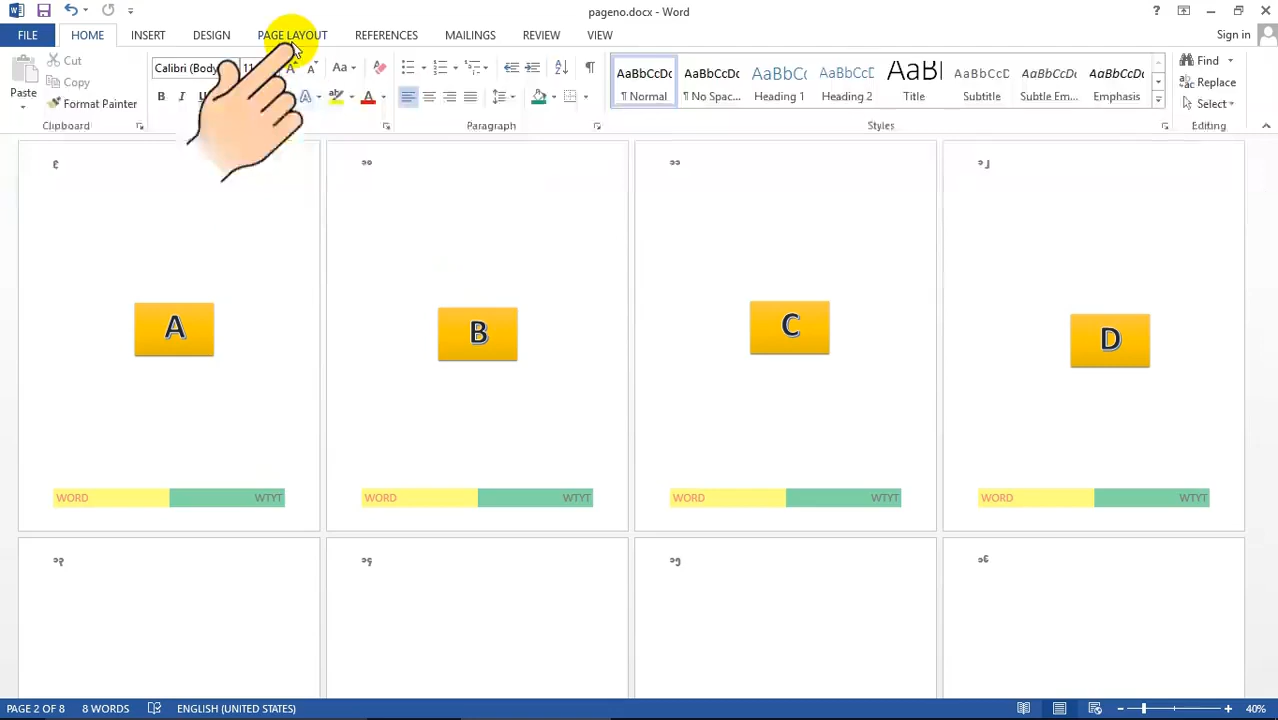 pageno.docx - Word
FILE HOME INSERT DESIGN PAGE LAYOUT REFERENCES MAILINGS REVIEW VIEW Sign in
Cut
Copy
Format Painter
Paste
Clipboard
Calibri (Body 11
Aa
B I U
Paragraph
AaBbCcDc AaBbCcDc AaBbCc AaBbCcD AaBl AaBbCcD AaBbCcDc AaBbCcDc
¶ Normal ¶ No Spac... Heading 1 Heading 2 Title Subtitle Subtle Em... Emphasis
Styles
Find
Replace
Select
Editing
A B C D
WORD WTYT WORD WTYT WORD WTYT WORD WTYT
PAGE 2 OF 8 8 WORDS ENGLISH (UNITED STATES) 40%